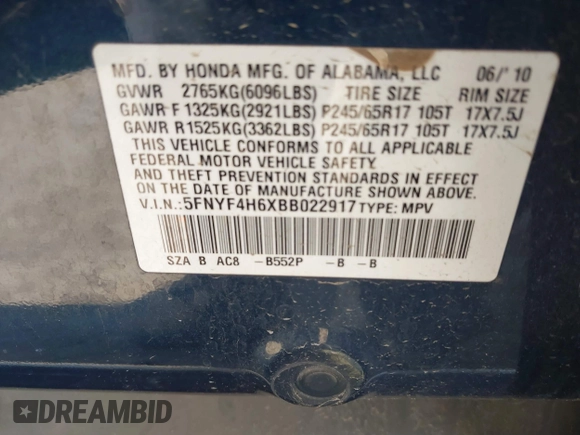 MFD. BY HONDA MFG. OF ALABAMA, LLC 06/'10
GVWR 2765KG(6096LBS) TIRE SIZE RIM SIZE
GAWR F 1325KG(2921LBS) P245/65R17 105T 17X7.5J
GAWR R 1525KG(3362LBS) P245/65R17 105T 17X7.5J
THIS VEHICLE CONFORMS TO ALL APPLICABLE
FEDERAL MOTOR VEHICLE SAFETY,
AND THEFT PREVENTION STANDARDS IN EFFECT
ON THE DATE OF MANUFACTURE SHOWN ABOVE.
V.I.N.:5FNYF4H6XBB022917 TYPE: MPV
SZA B AC8 -B552P -B -B
DREAMBID